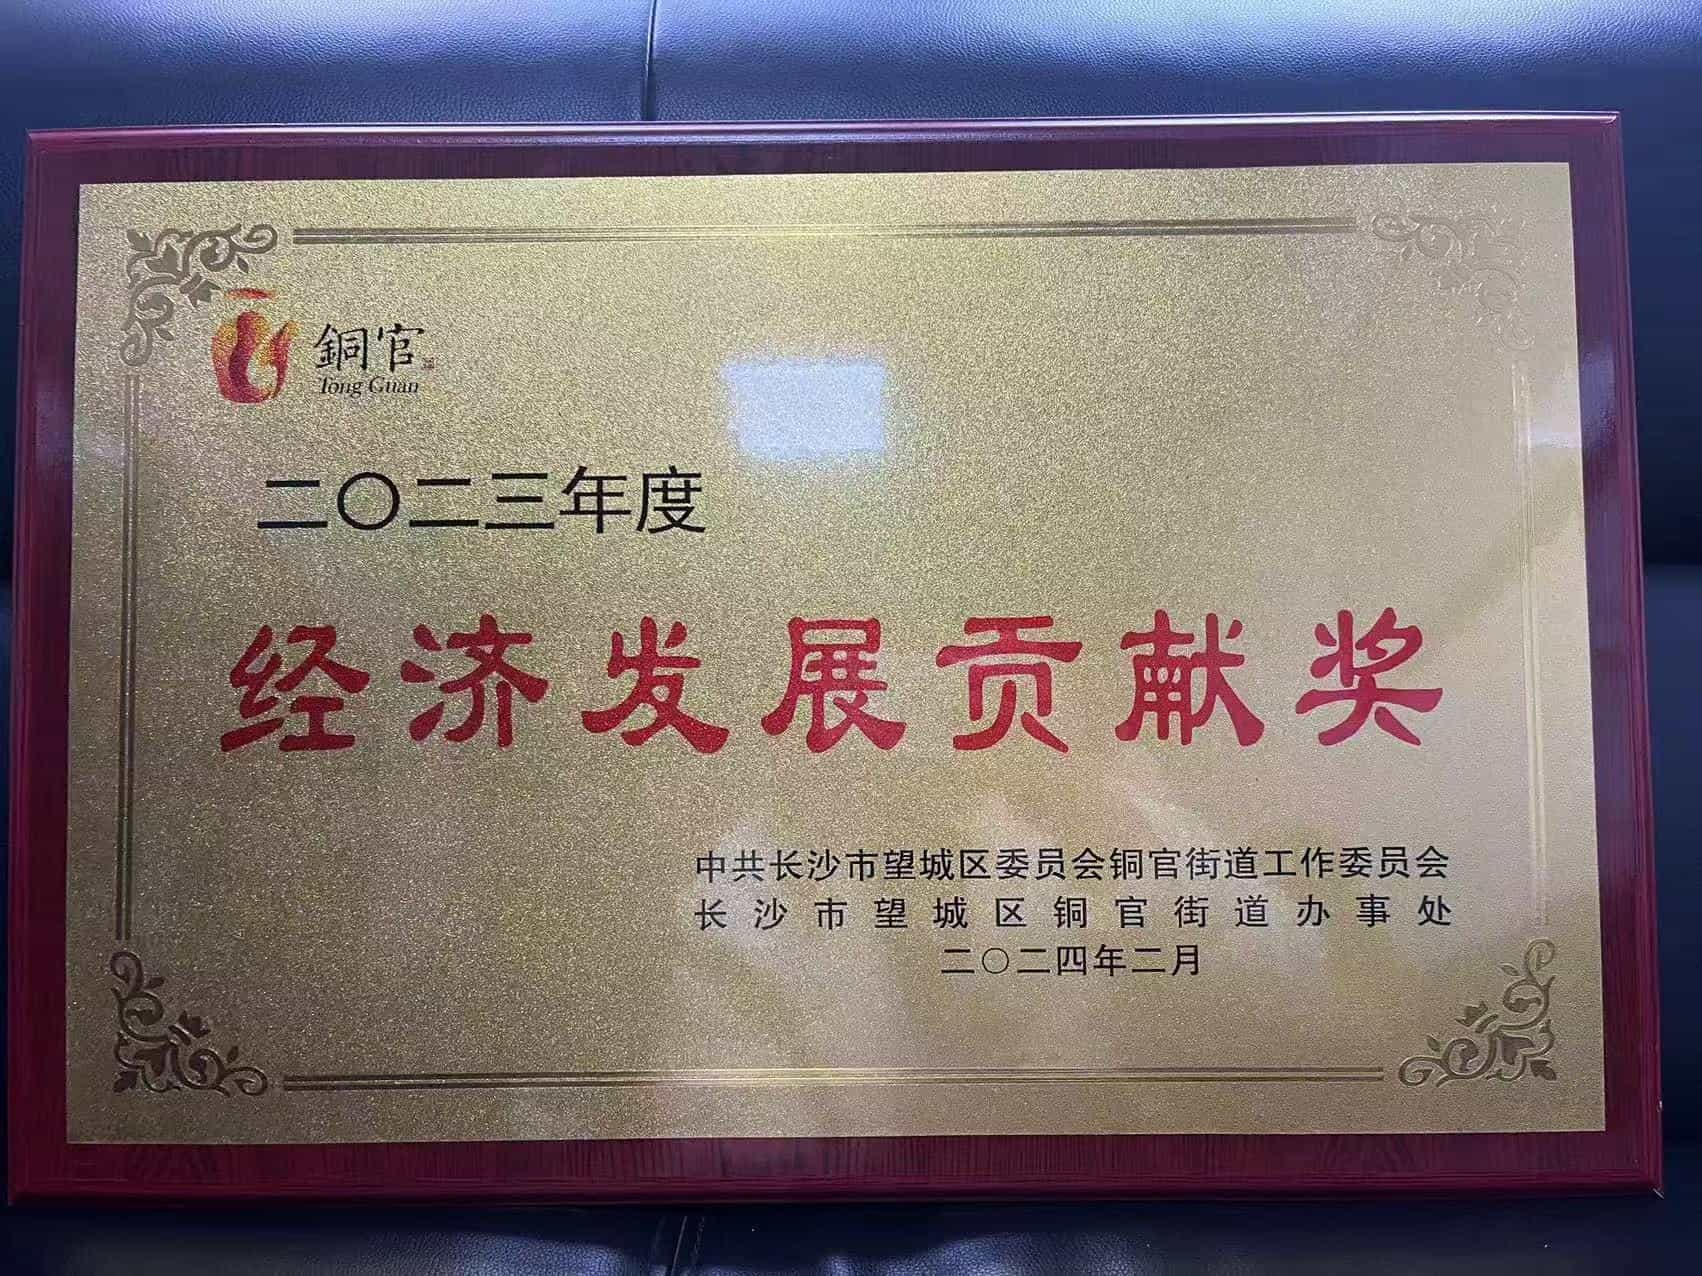 銅官
Tong Guan
二〇二三年度
经济发展贡献奖
中共长沙市望城区委员会铜官街道工作委员会
长沙市望城区铜官街道办事处
二〇二四年二月